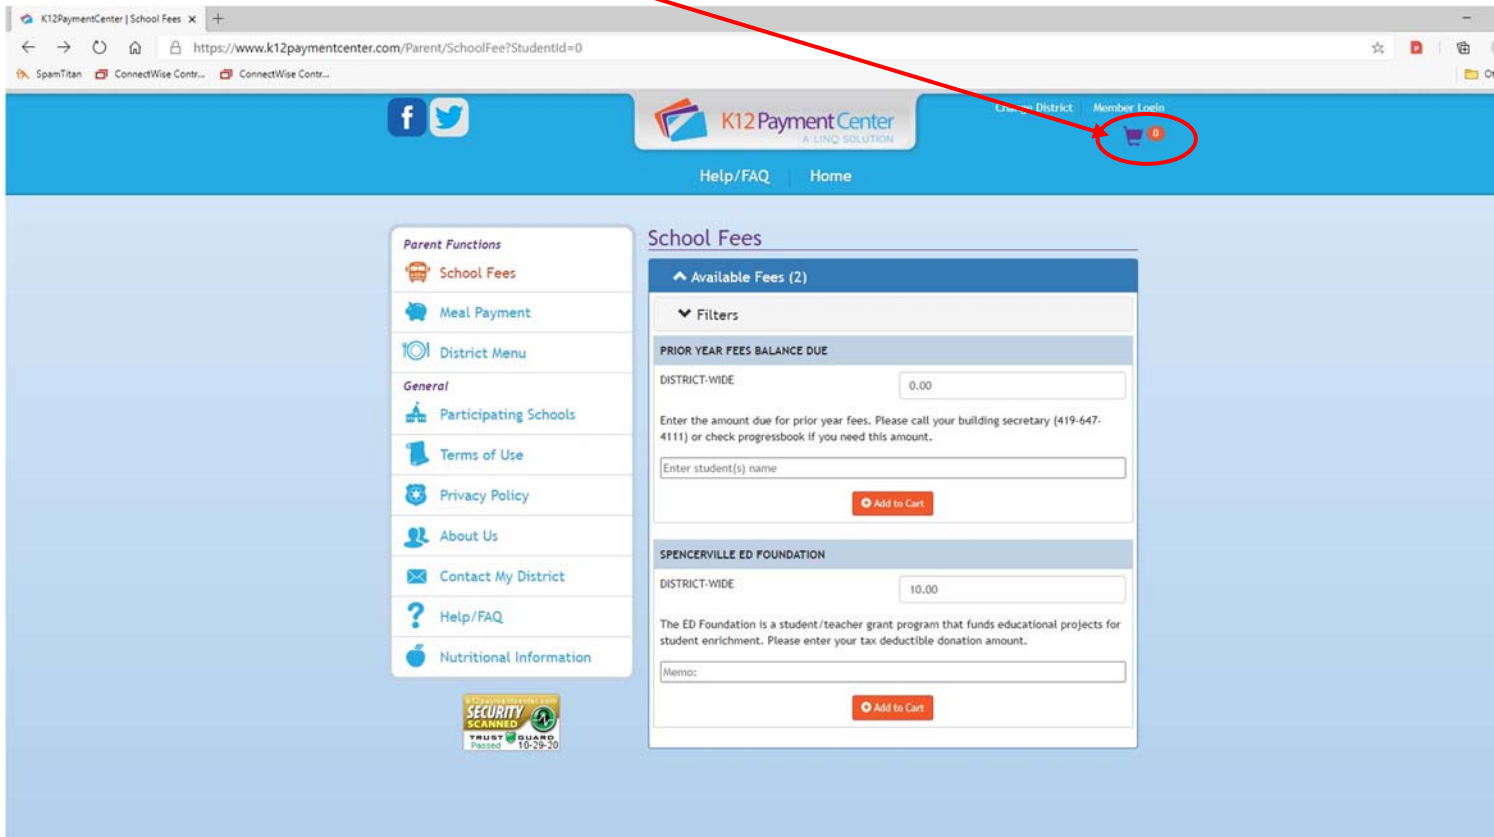 K12PaymentCenter | School Fees
https://www.k12paymentcenter.com/Parent/SchoolFee?StudentId=0
SpamTitan ConnectWise Contr... ConnectWise Contr...
K12PaymentCenter
A LINQ SOLUTION
District Member Login
0
Help/FAQ Home
Parent Functions
School Fees
Meal Payment
District Menu
General
Participating Schools
Terms of Use
Privacy Policy
About Us
Contact My District
Help/FAQ
Nutritional Information
k12paymentcenter.com
SECURITY
SCANNED
TRUST GUARD
Passed 10-29-20
School Fees
Available Fees (2)
Filters
PRIOR YEAR FEES BALANCE DUE
DISTRICT-WIDE 0.00
Enter the amount due for prior year fees. Please call your building secretary (419-647-
4111) or check progressbook if you need this amount.
Enter student(s) name
Add to Cart
SPENCERVILLE ED FOUNDATION
DISTRICT-WIDE 10.00
The ED Foundation is a student/teacher grant program that funds educational projects for
student enrichment. Please enter your tax deductible donation amount.
Memo:
Add to Cart